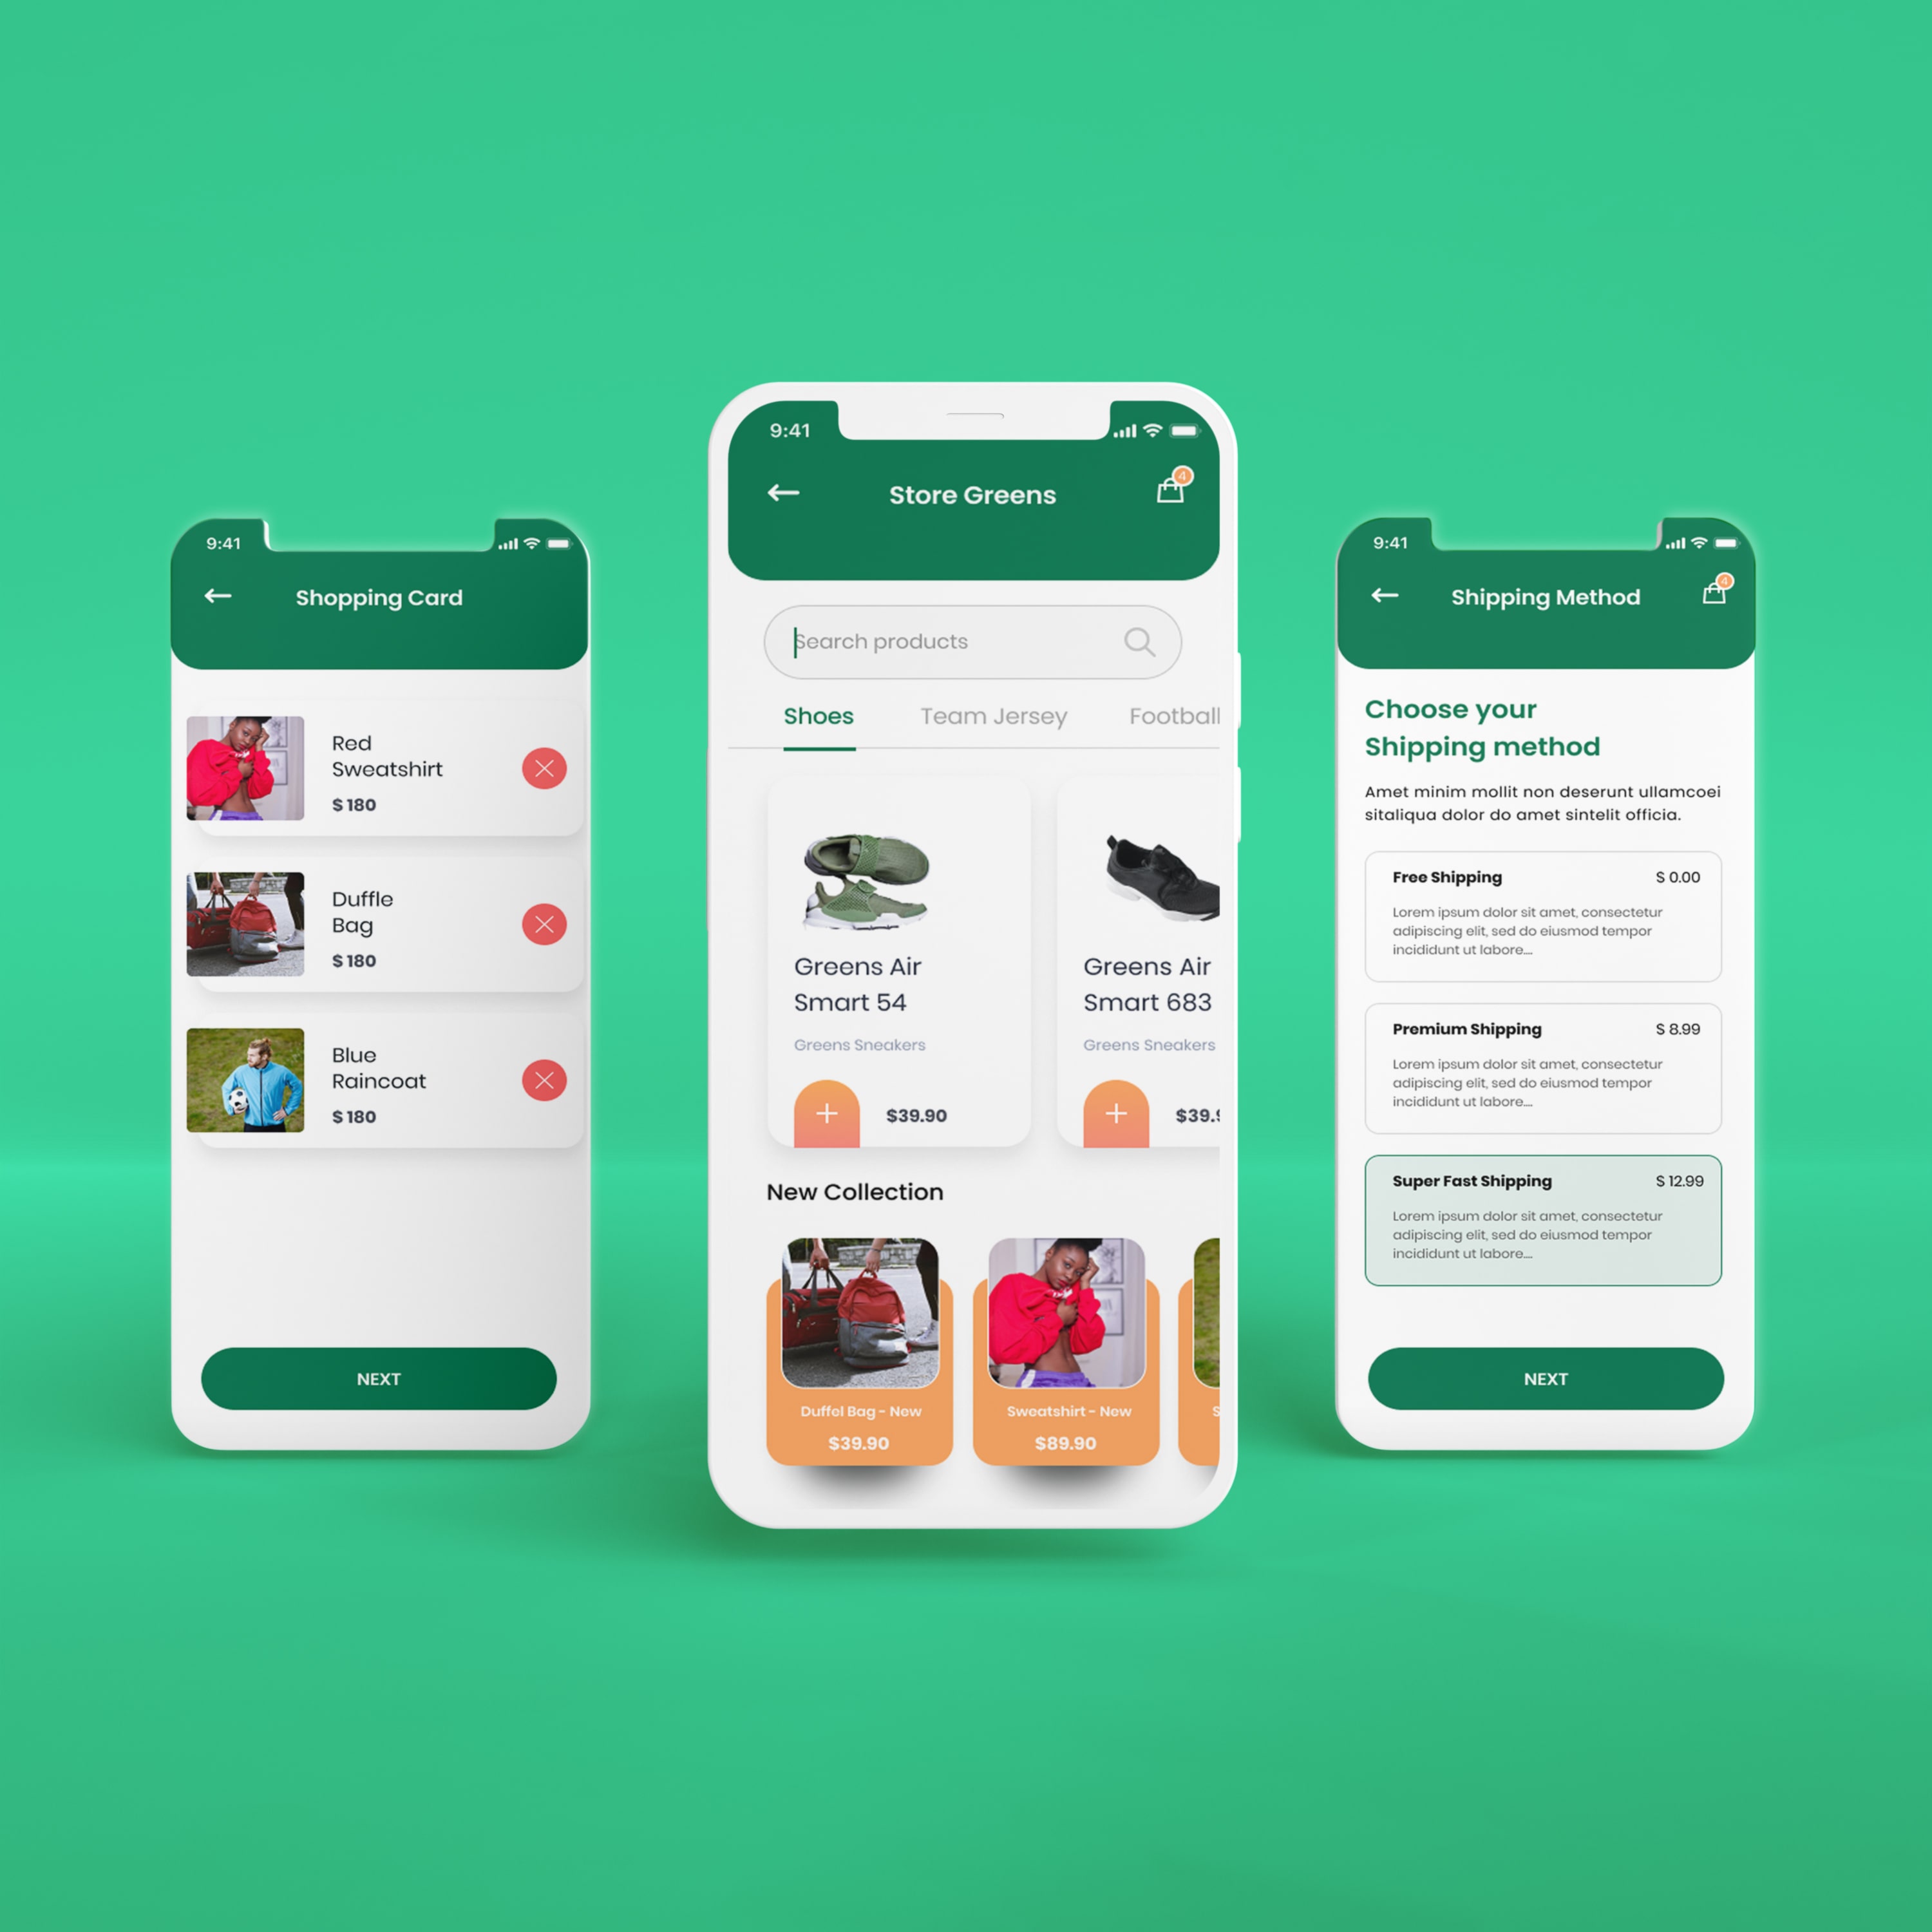 9:41
Shopping Card
Red
Sweatshirt
$ 180
Duffle
Bag
$ 180
Blue
Raincoat
$ 180
NEXT
9:41
Store Greens
4
Search products
Shoes Team Jersey Football
Greens Air
Smart 54
Greens Sneakers
$39.90
Greens Air
Smart 683
Greens Sneakers
$39.9
New Collection
Duffel Bag - New
$39.90
Sweatshirt - New
$89.90
S
9:41
Shipping Method
4
Choose your
Shipping method
Amet minim mollit non deserunt ullamcoei
sitaliqua dolor do amet sintelit officia.
Free Shipping $ 0.00
Lorem ipsum dolor sit amet, consectetur
adipiscing elit, sed do eiusmod tempor
incididunt ut labore....
Premium Shipping $ 8.99
Lorem ipsum dolor sit amet, consectetur
adipiscing elit, sed do eiusmod tempor
incididunt ut labore....
Super Fast Shipping $ 12.99
Lorem ipsum dolor sit amet, consectetur
adipiscing elit, sed do eiusmod tempor
incididunt ut labore....
NEXT